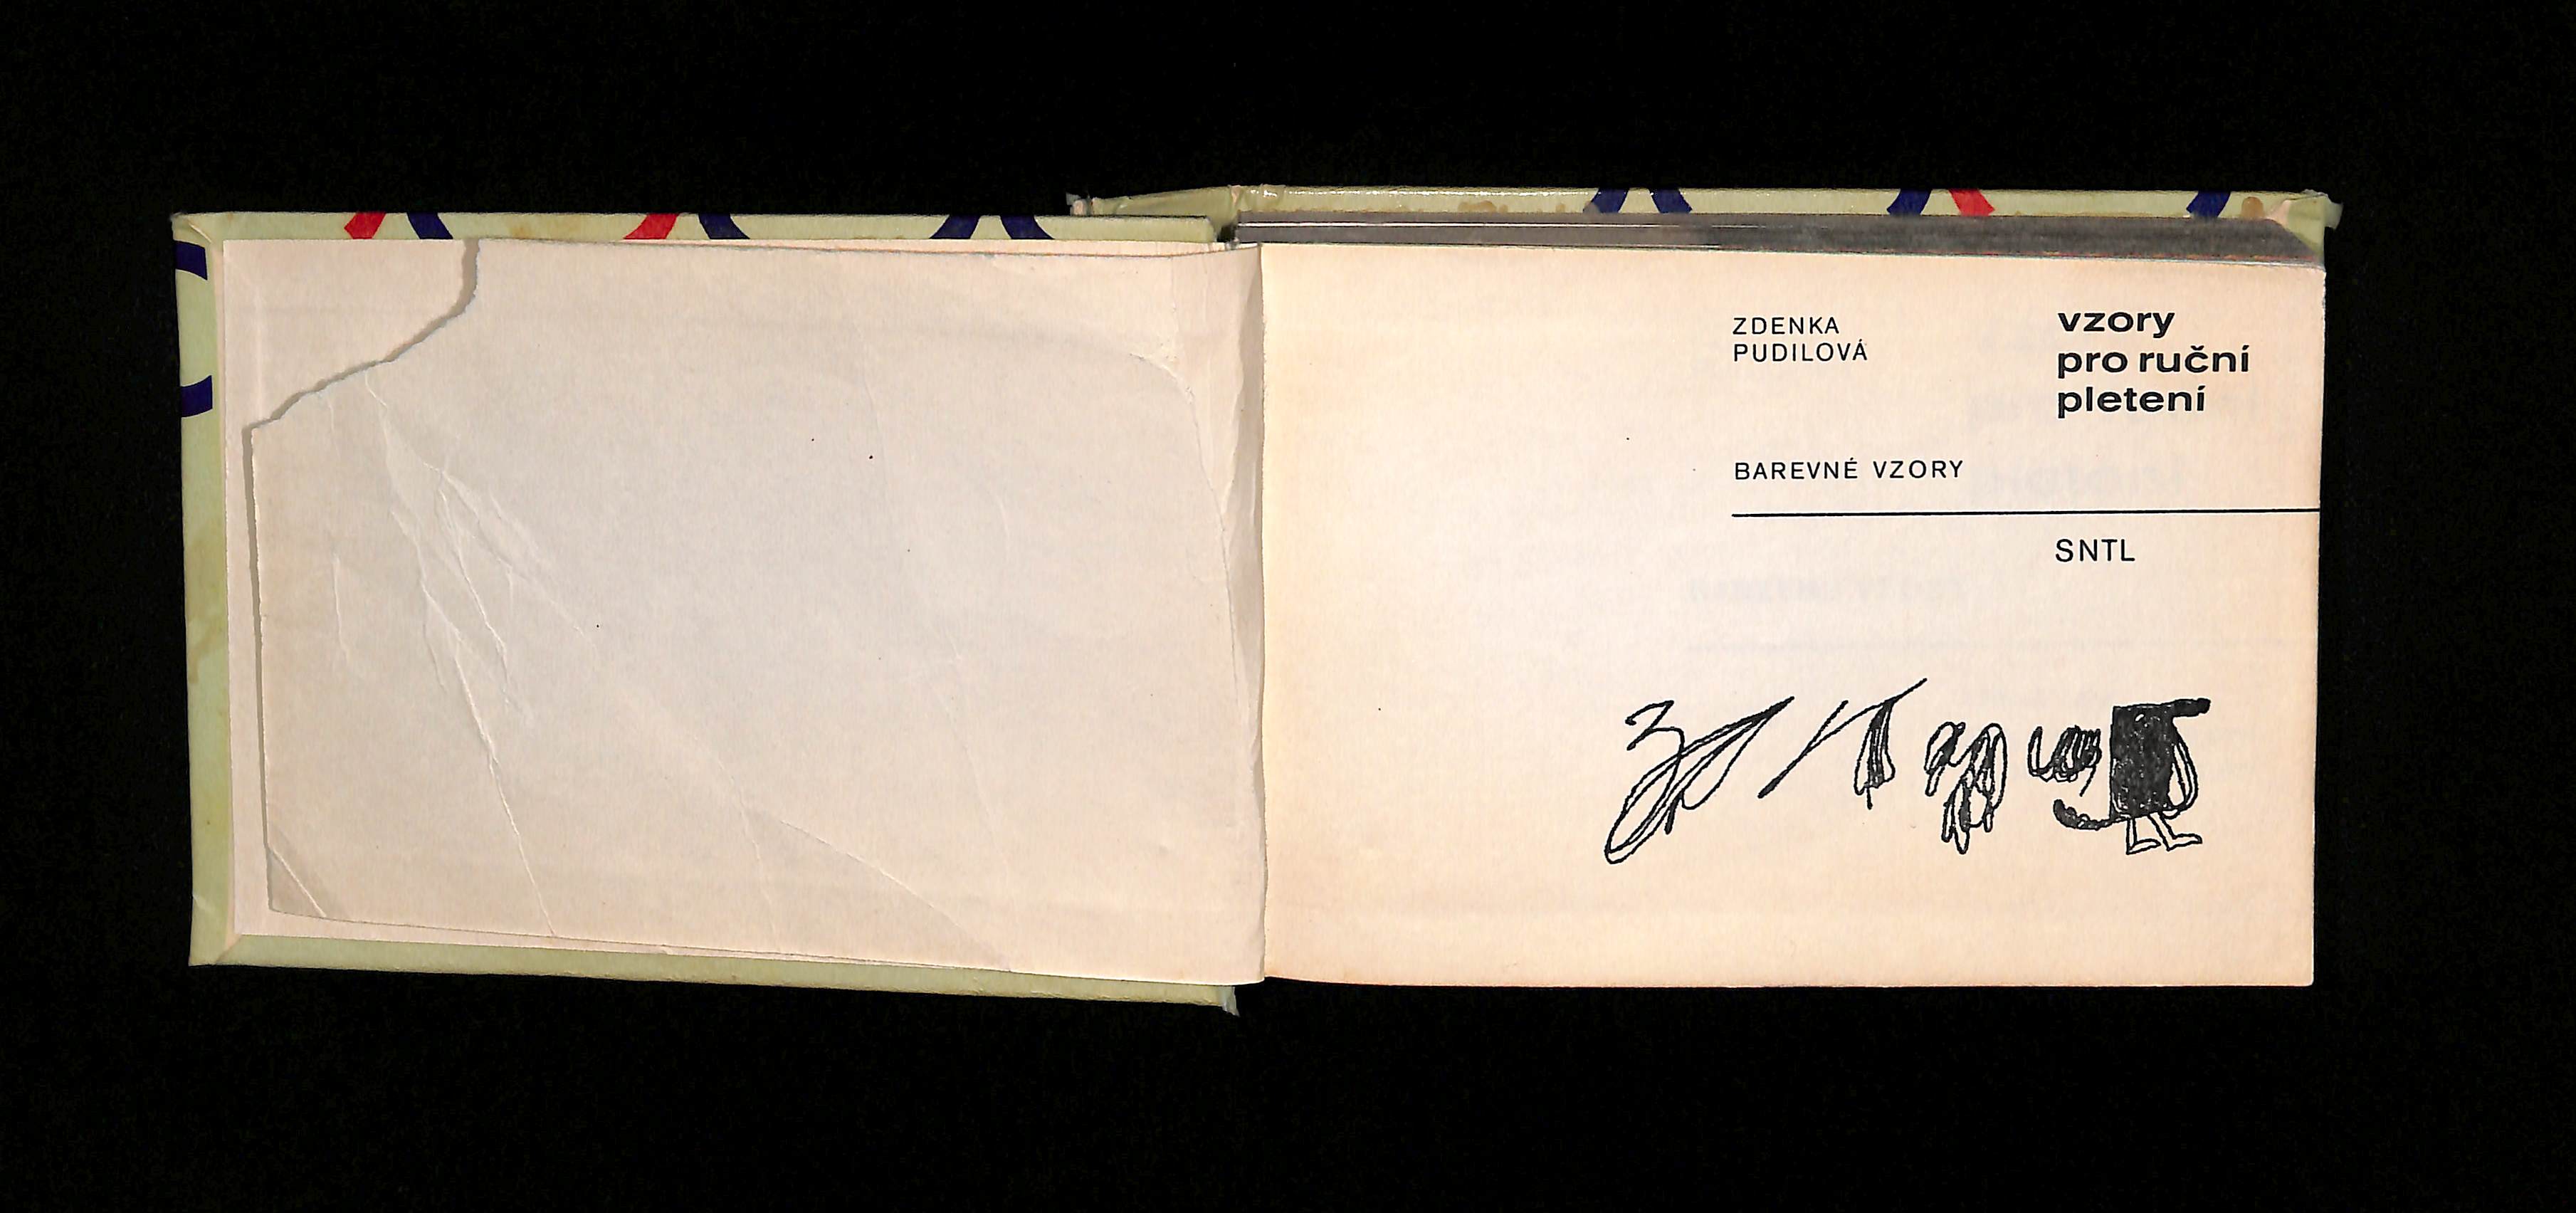 ZDENKA
PUDILOVÁ
vzory
pro ruční
pletení
BAREVNÉ VZORY
SNTL